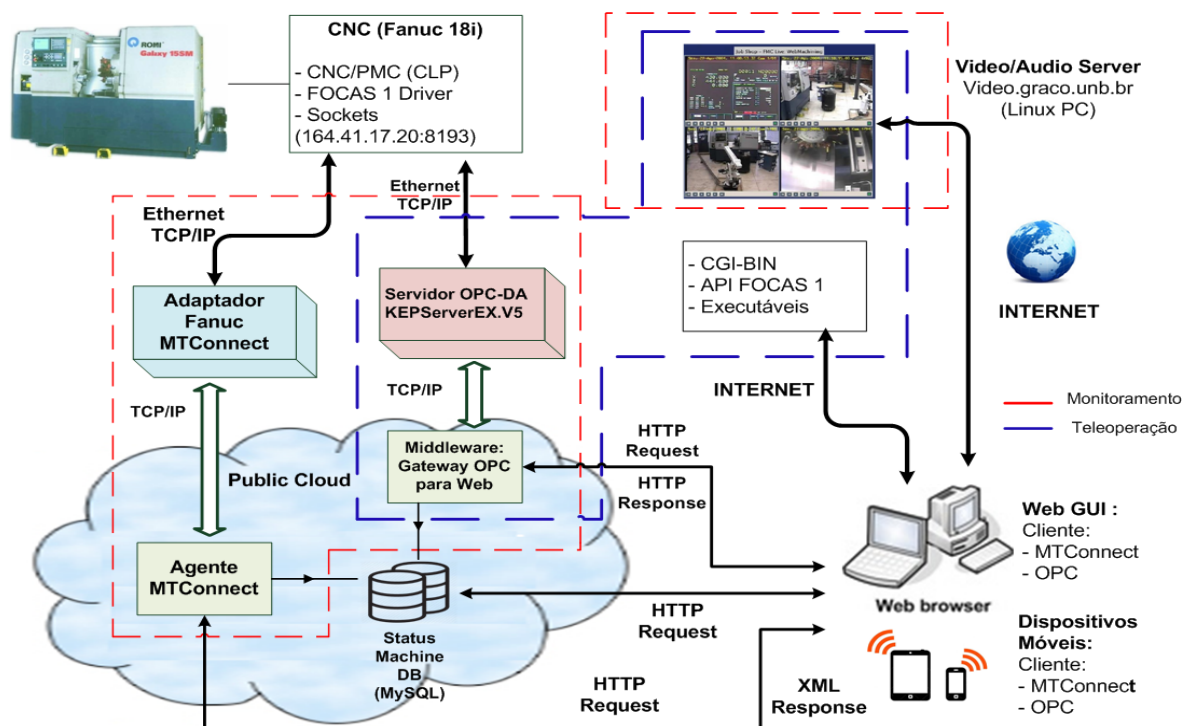 ROMI
Galaxy 15SM
CNC (Fanuc 18i)
- CNC/PMC (CLP)
- FOCAS 1 Driver
- Sockets
(164.41.17.20:8193)
Video/Audio Server
Video.graco.unb.br
(Linux PC)
Ethernet
TCP/IP
Ethernet
TCP/IP
- CGI-BIN
- API FOCAS 1
- Executáveis
INTERNET
Adaptador
Fanuc
MTConnect
Servidor OPC-DA
KEPServerEX.V5
TCP/IP
TCP/IP
INTERNET
Monitoramento
Teleoperação
Public Cloud
Middleware:
Gateway OPC
para Web
HTTP
Request
HTTP
Response
Agente
MTConnect
Status
Machine
DB
(MySQL)
HTTP
Request
Web browser
Web GUI :
Cliente:
- MTConnect
- OPC
Dispositivos
Móveis:
Cliente:
- MTConnect
- OPC
HTTP
Request
XML
Response